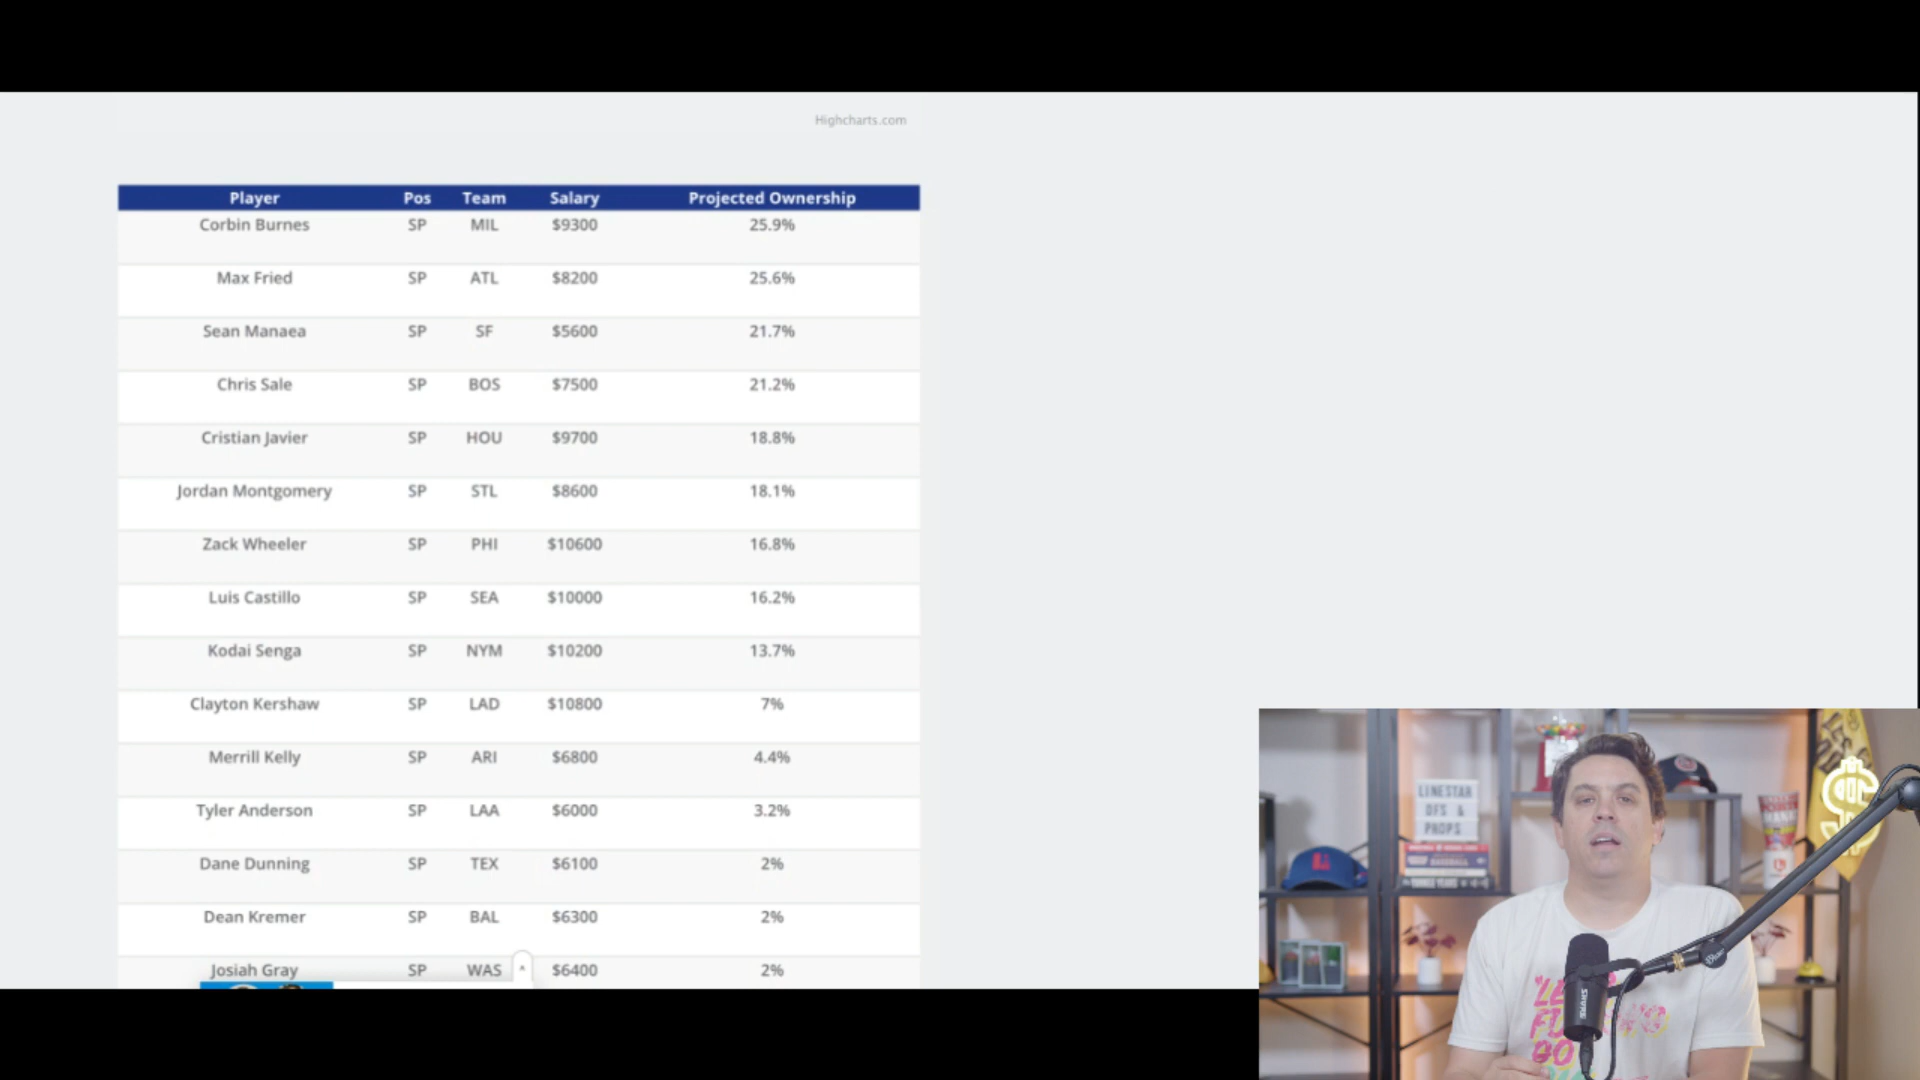 Highcharts.com
Player Pos Team Salary Projected Ownership
Corbin Burnes SP MIL $9300 25.9%
Max Fried SP ATL $8200 25.6%
Sean Manaea SP SF $5600 21.7%
Chris Sale SP BOS $7500 21.2%
Cristian Javier SP HOU $9700 18.8%
Jordan Montgomery SP STL $8600 18.1%
Zack Wheeler SP PHI $10600 16.8%
Luis Castillo SP SEA $10000 16.2%
Kodai Senga SP NYM $10200 13.7%
Clayton Kershaw SP LAD $10800 7%
Merrill Kelly SP ARI $6800 4.4%
Tyler Anderson SP LAA $6000 3.2%
Dane Dunning SP TEX $6100 2%
Dean Kremer SP BAL $6300 2%
Josiah Gray SP WAS $6400 2%
LINESTAR
DFS &
PROPS
SHURE